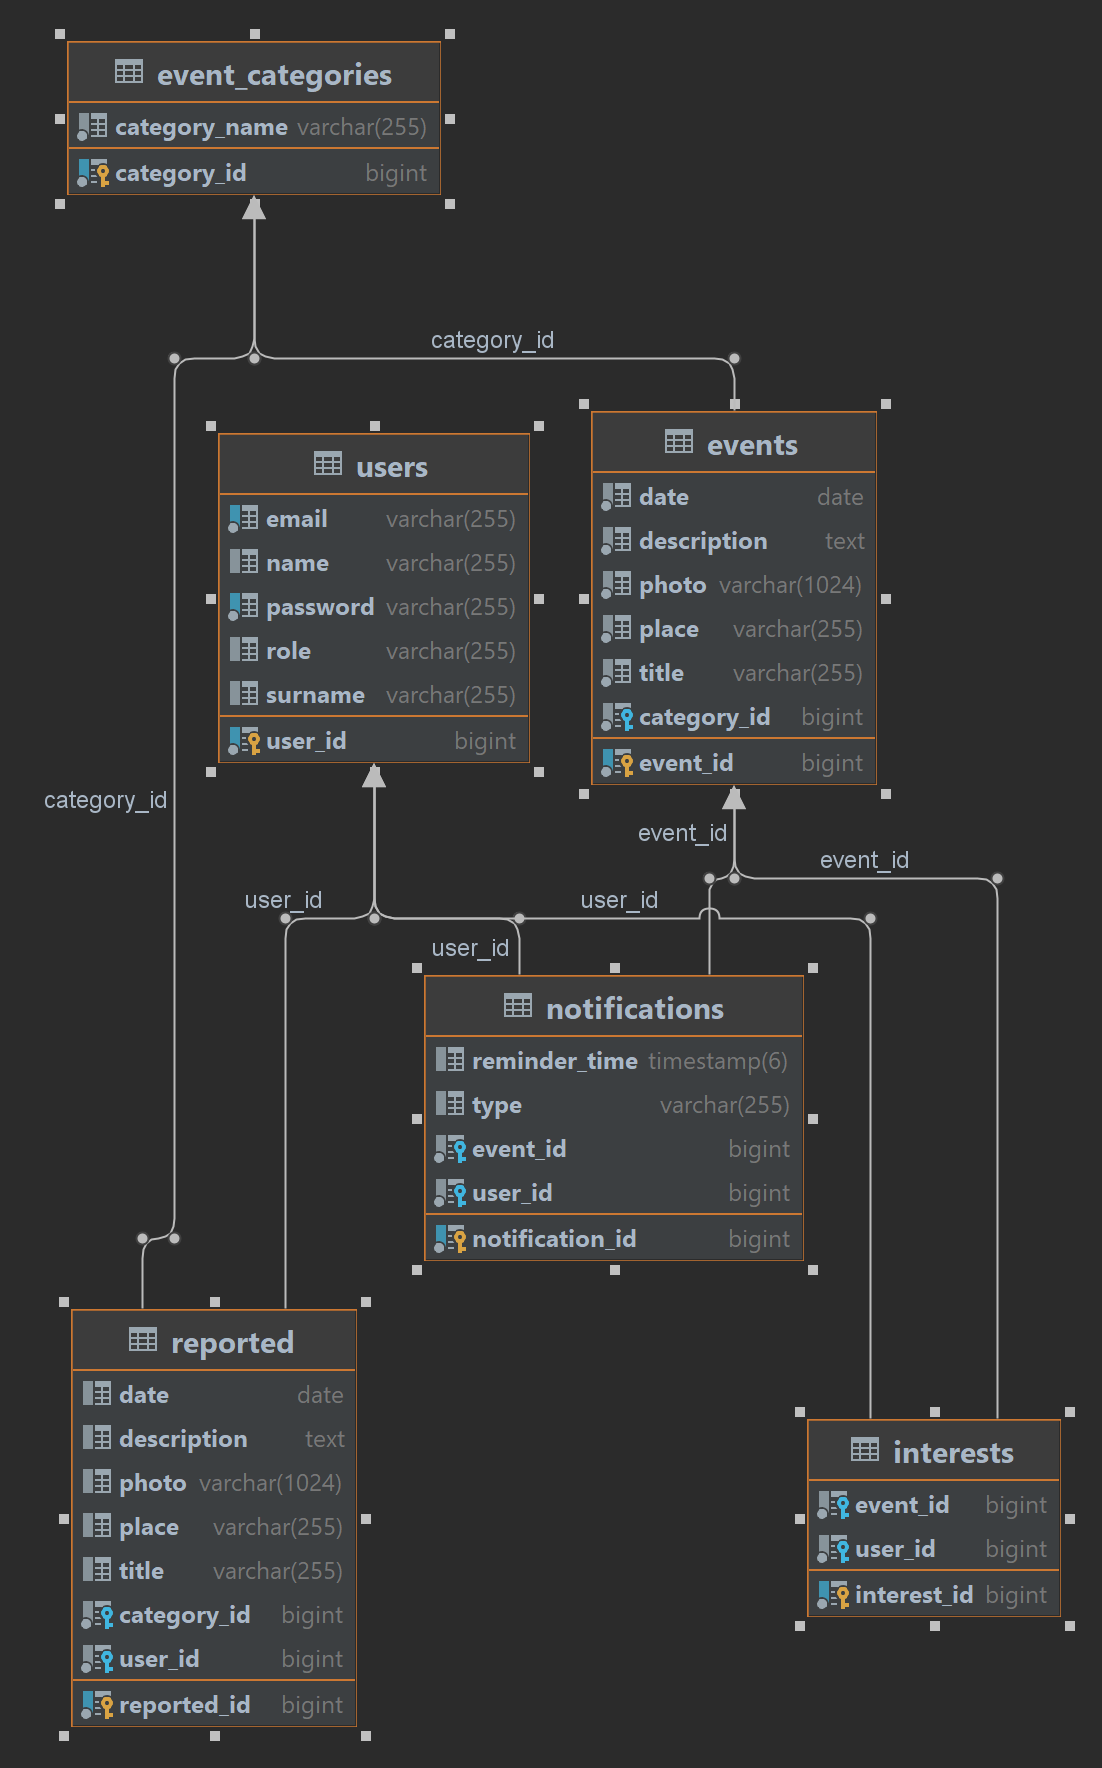 event_categories
category_name varchar(255)
category_id bigint
category_id
users
email varchar(255)
name varchar(255)
password varchar(255)
role varchar(255)
surname varchar(255)
user_id bigint
events
date date
description text
photo varchar(1024)
place varchar(255)
title varchar(255)
category_id bigint
event_id bigint
category_id
event_id
event_id
user_id
user_id
user_id
notifications
reminder_time timestamp(6)
type varchar(255)
event_id bigint
user_id bigint
notification_id bigint
reported
date date
description text
photo varchar(1024)
place varchar(255)
title varchar(255)
category_id bigint
user_id bigint
reported_id bigint
interests
event_id bigint
user_id bigint
interest_id bigint